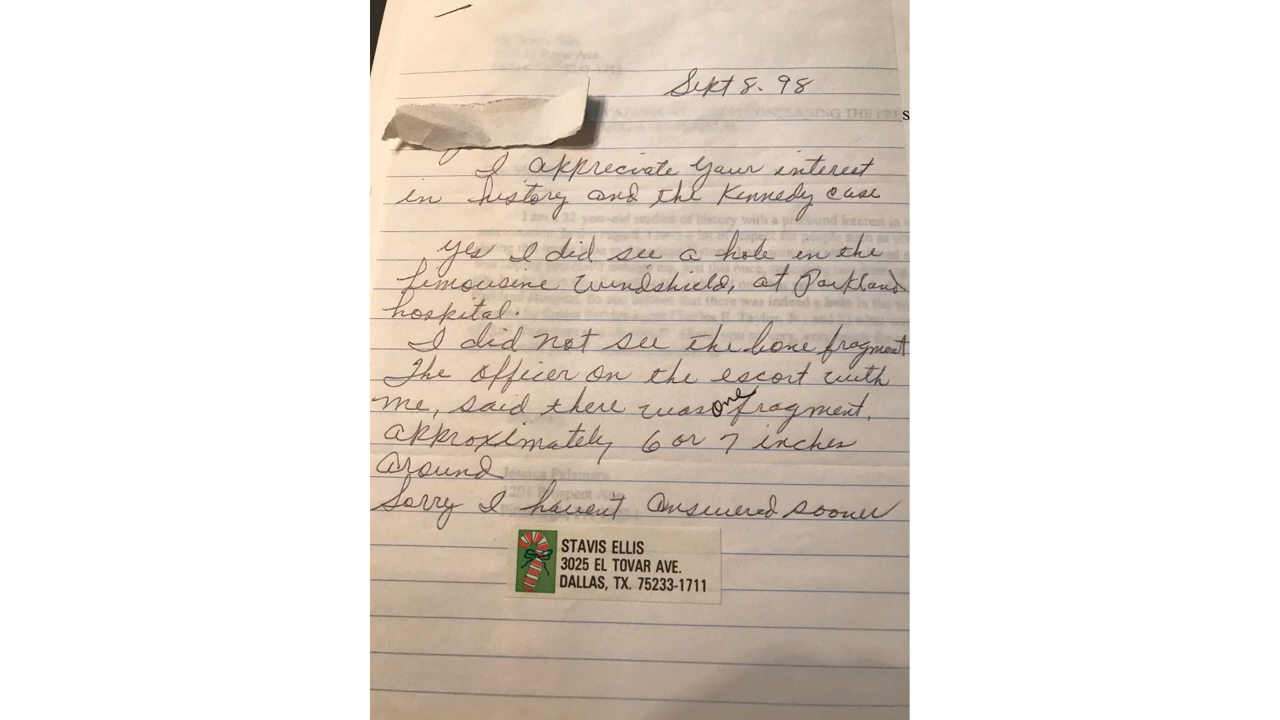 Sept 8. 98
I appreciate your interest
in history and the Kennedy case
yes I did see a hole in the
limousine windshield, at Parkland
hospital.
I did not see the bone fragment
The officer on the escort with
me, said there was one fragment,
approximately 6 or 7 inches
around
Sorry I haven't answered sooner
STAVIS ELLIS
3025 EL TOVAR AVE.
DALLAS, TX. 75233-1711